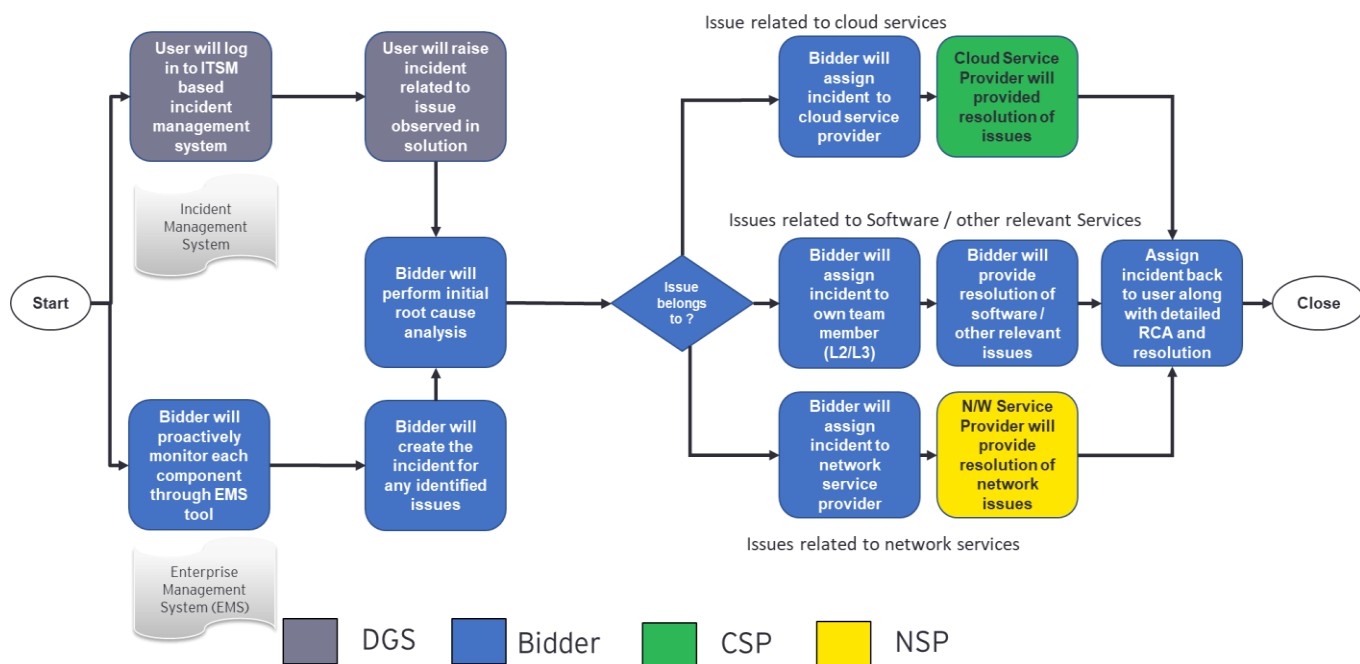 Issue related to cloud services
User will log
in to ITSM
based
incident
management
system
User will raise
incident
related to
issue
observed in
solution
Bidder will
assign
incident  to
cloud service
provider
Cloud Service
Provider will
provided
resolution of
issues
Incident
Management
System
Issues related to Software / other relevant Services
Start
Bidder will
perform initial
root cause
analysis
Issue
belongs to ?
Bidder will
assign
incident to
own team
member
(L2/L3)
Bidder will
provide
resolution of
software /
other relevant
issues
Assign
incident back
to user along
with detailed
RCA and
resolution
Close
Bidder will
proactively
monitor each
component
through EMS
tool
Bidder will
create the
incident for
any identified
issues
Bidder will
assign
incident to
network
service
provider
N/W Service
Provider will
provide
resolution of
network
issues
Issues related to network services
Enterprise
Management
System (EMS)
DGS
Bidder
CSP
NSP